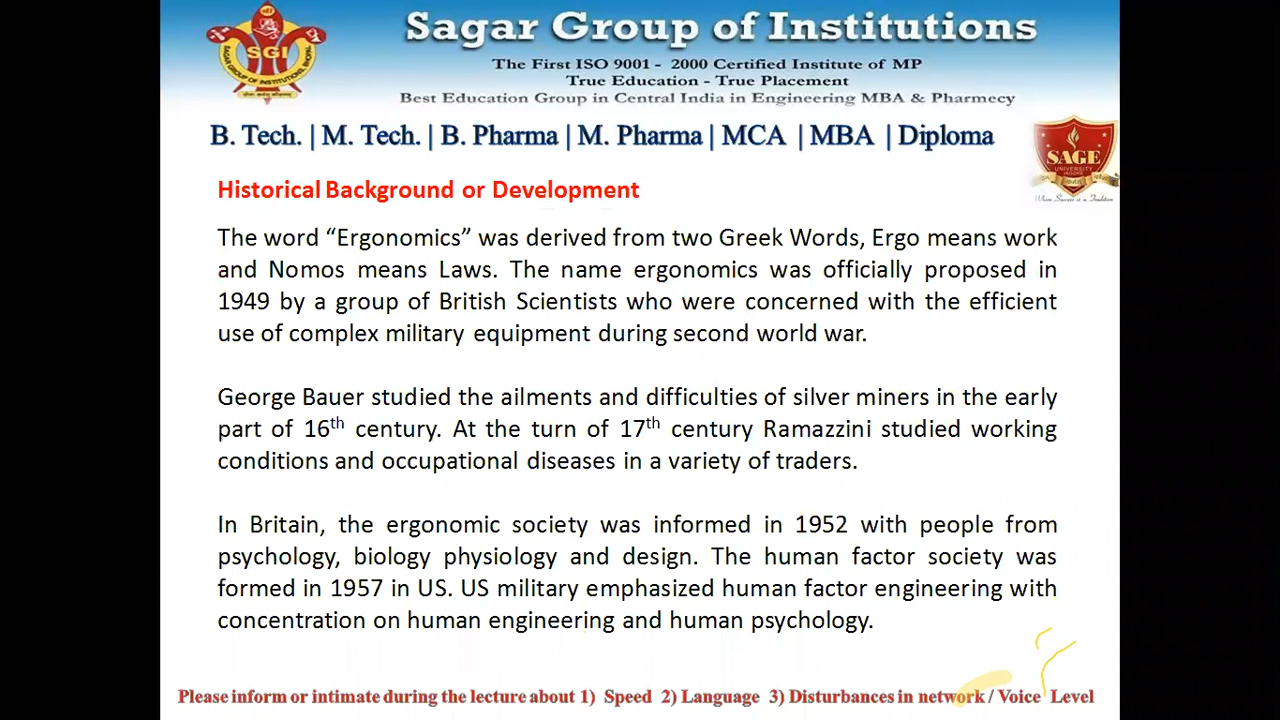 Sagar Group of Institutions
SGI
SAGAR GROUP OF INSTITUTIONS, BHOPAL
The First ISO 9001 - 2000 Certified Institute of MP
True Education - True Placement
Best Education Group in Central India in Engineering MBA & Pharmecy
B. Tech. | M. Tech. | B. Pharma | M. Pharma | MCA | MBA | Diploma
SAGE
UNIVERSITY
INDORE
Historical Background or Development
The word “Ergonomics” was derived from two Greek Words, Ergo means work
and Nomos means Laws. The name ergonomics was officially proposed in
1949 by a group of British Scientists who were concerned with the efficient
use of complex military equipment during second world war.
George Bauer studied the ailments and difficulties of silver miners in the early
part of 16th century. At the turn of 17th century Ramazzini studied working
conditions and occupational diseases in a variety of traders.
In Britain, the ergonomic society was informed in 1952 with people from
psychology, biology physiology and design. The human factor society was
formed in 1957 in US. US military emphasized human factor engineering with
concentration on human engineering and human psychology.
Please inform or intimate during the lecture about 1) Speed 2) Language 3) Disturbances in network / Voice Level